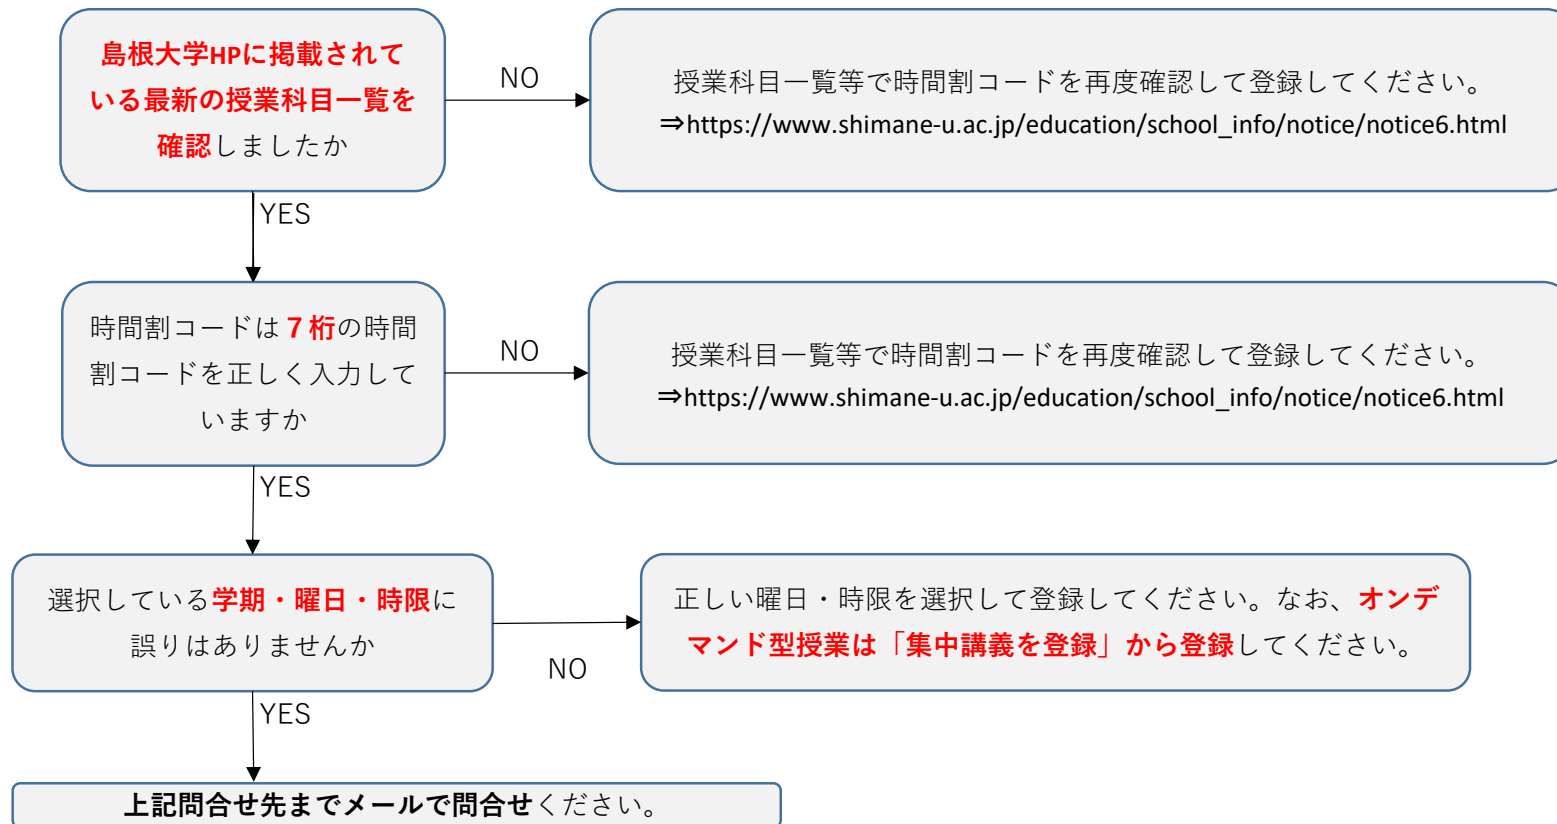 島根大学HPに掲載されて
いる最新の授業科目一覧を
確認しましたか
NO
授業科目一覧等で時間割コードを再度確認して登録してください。
⇒https://www.shimane-u.ac.jp/education/school_info/notice/notice6.html
YES
時間割コードは７桁の時間
割コードを正しく入力して
いますか
NO
授業科目一覧等で時間割コードを再度確認して登録してください。
⇒https://www.shimane-u.ac.jp/education/school_info/notice/notice6.html
YES
選択している学期・曜日・時限に
誤りはありませんか
NO
正しい曜日・時限を選択して登録してください。なお、オンデ
マンド型授業は「集中講義を登録」から登録してください。
YES
上記問合せ先までメールで問合せください。